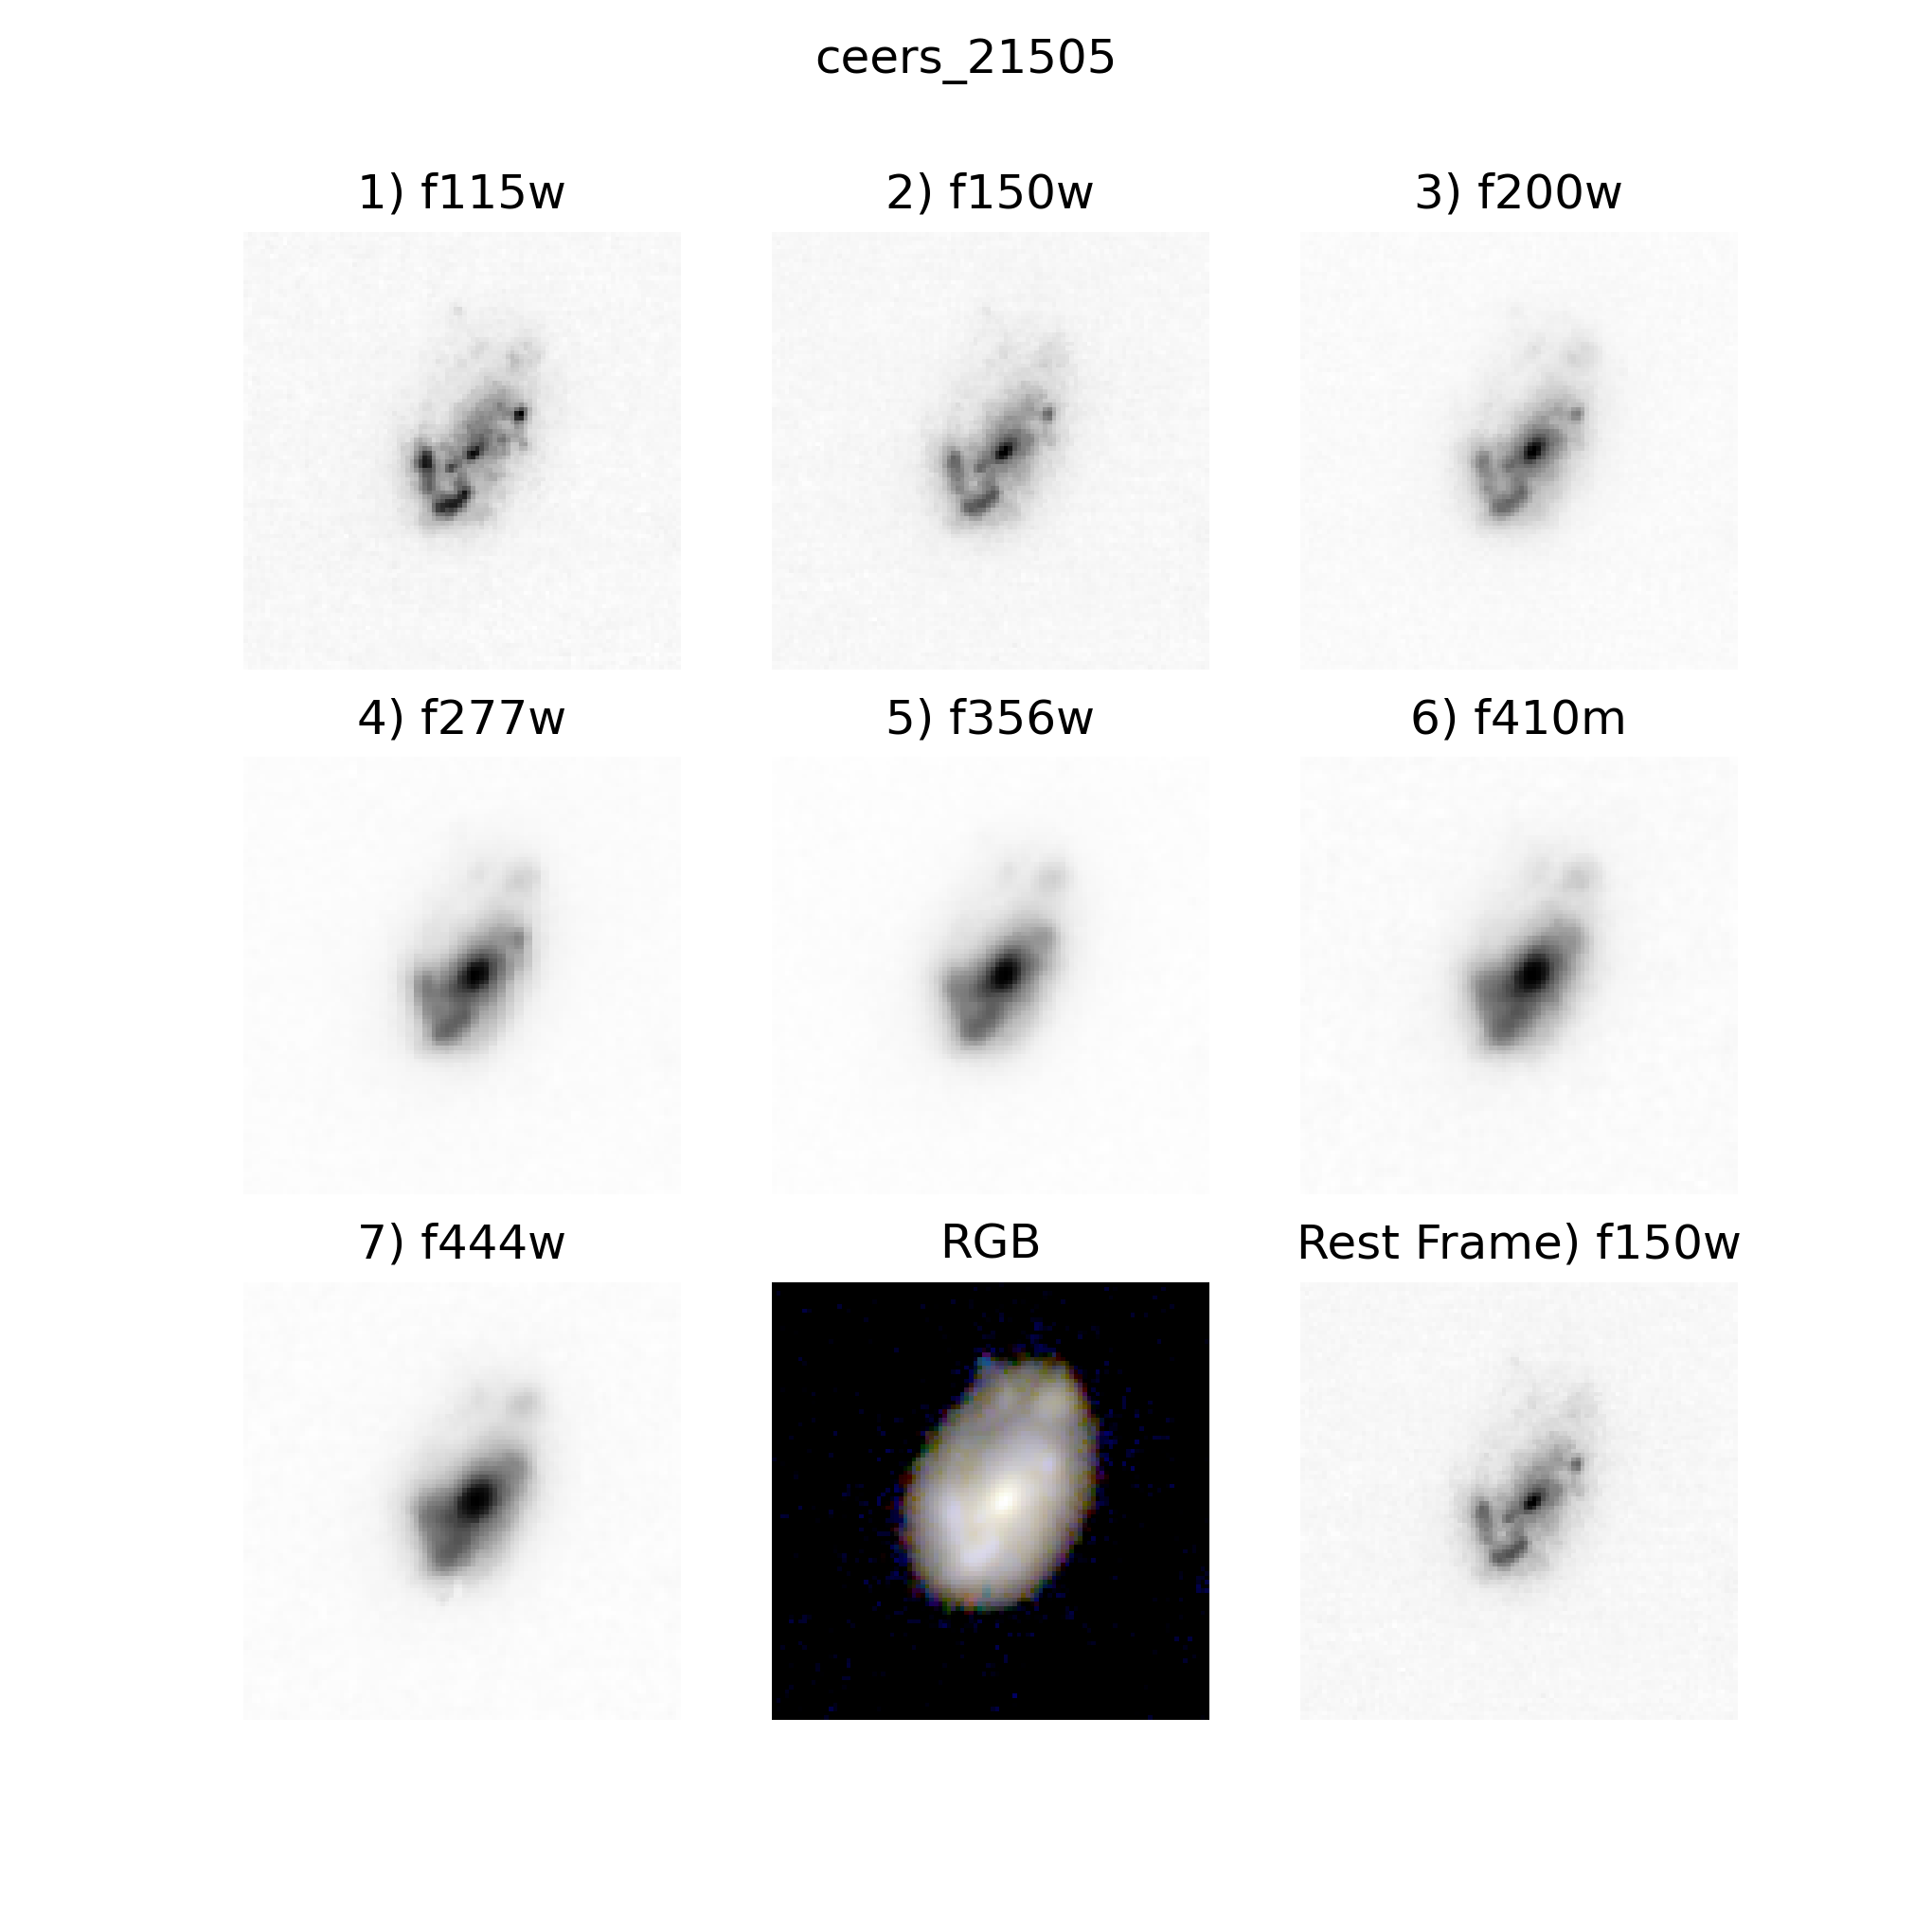 ceers_21505
1) f115w
2) f150w
3) f200w
4) f277w
5) f356w
6) f410m
7) f444w
RGB
Rest Frame) f150w